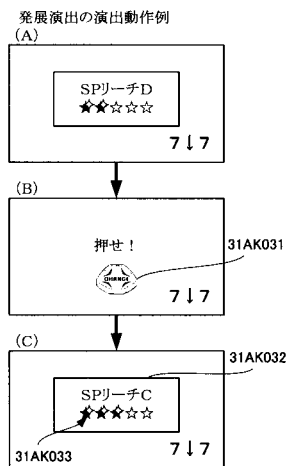 発展演出の演出動作例
(A)
SPリーチD
★★☆☆☆
7↓7
(B)
押せ！
CHANGE
31AK031
7↓7
(C)
31AK032
SPリーチC
★★★☆☆
31AK033
7↓7